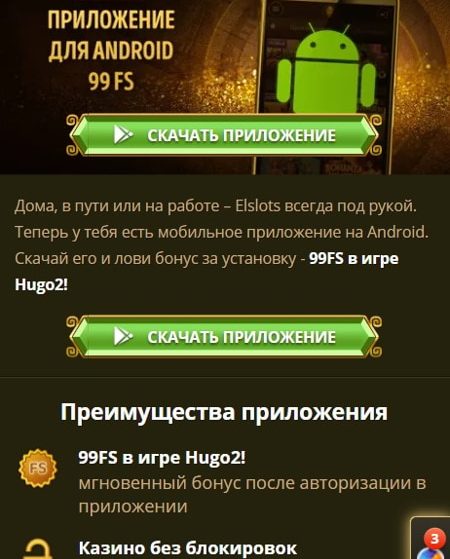 ПРИЛОЖЕНИЕ
ДЛЯ ANDROID
99 FS
СКАЧАТЬ ПРИЛОЖЕНИЕ
Дома, в пути или на работе – Elslots всегда под рукой.
Теперь у тебя есть мобильное приложение на Android.
Скачай его и лови бонус за установку - 99FS в игре
Hugo2!
СКАЧАТЬ ПРИЛОЖЕНИЕ
Преимущества приложения
FS
99FS в игре Hugo2!
мгновенный бонус после авторизации в
приложении
3
Казино без блокировок